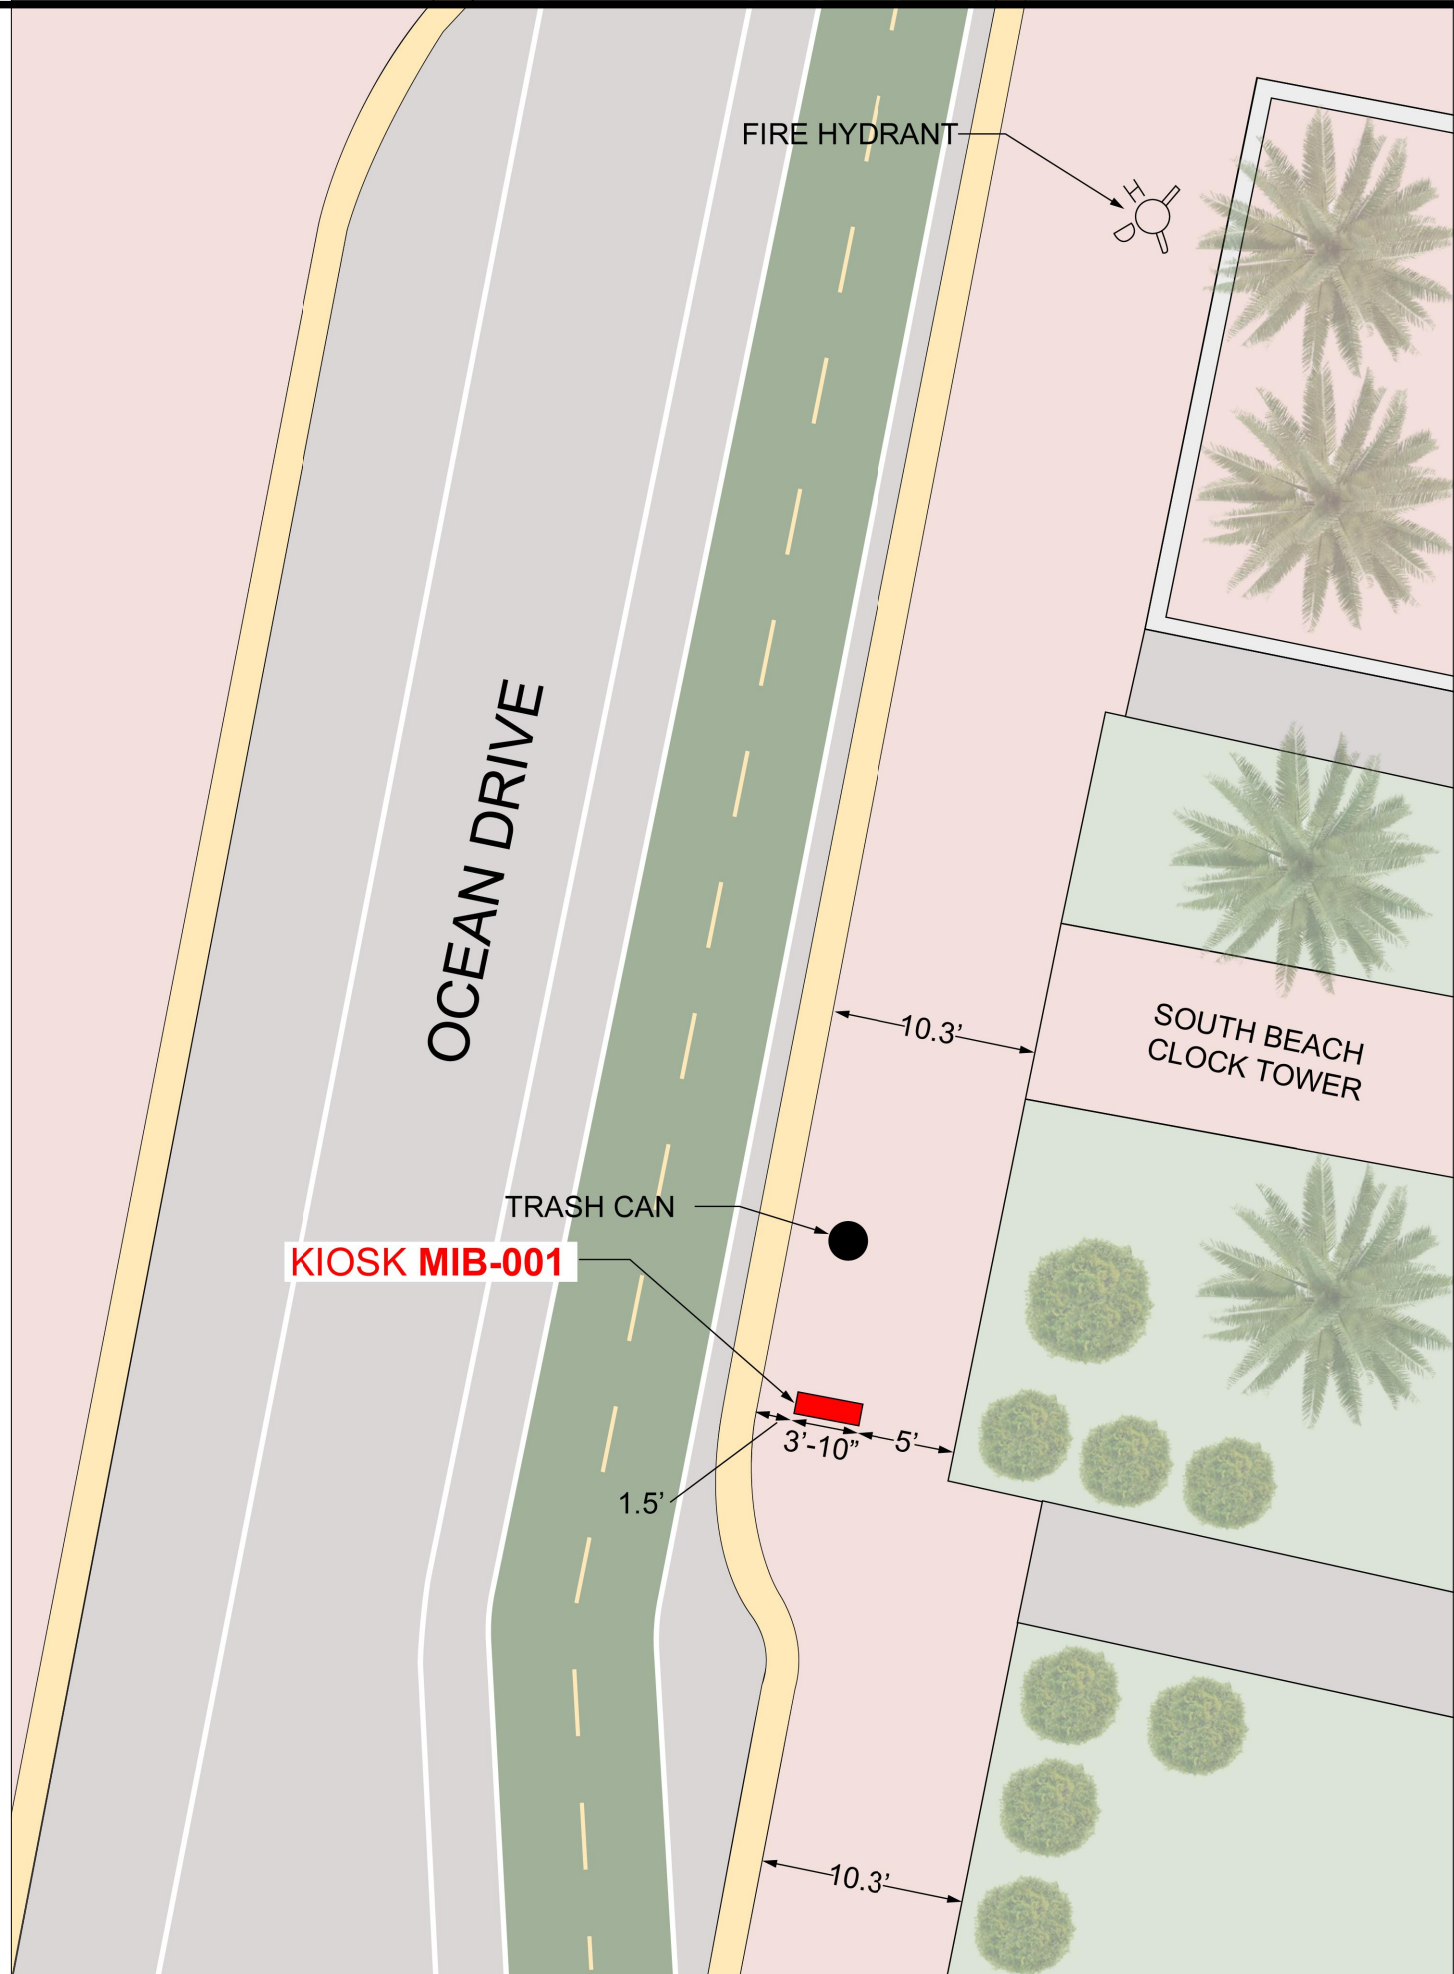 FIRE HYDRANT
H
D
OCEAN DRIVE
10.3'
SOUTH BEACH
CLOCK TOWER
TRASH CAN
KIOSK MIB-001
3'-10”
5'
1.5'
10.3'